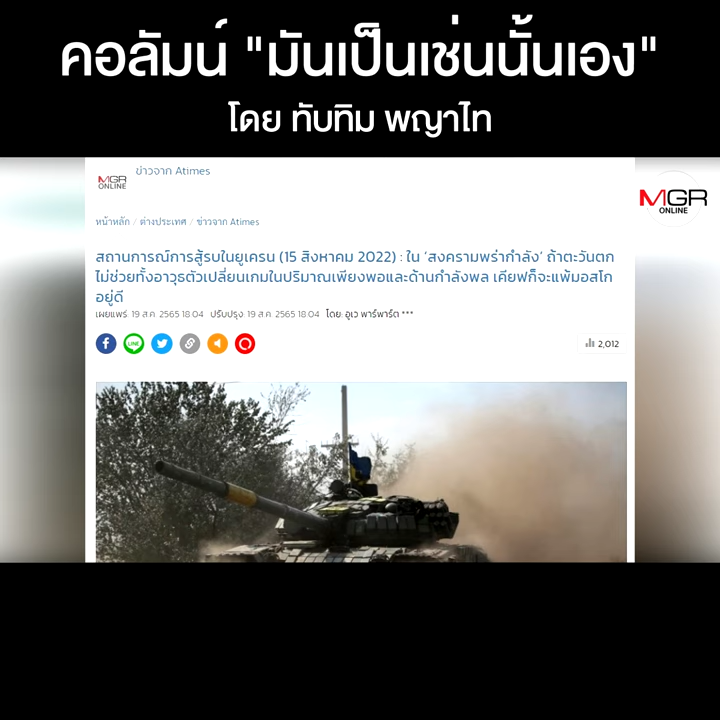 คอลัมน์ "มันเป็นเช่นนั้นเอง"
โดย ทับทิม พญาไท
MGR ONLINE
ข่าวจาก Atimes
MGR ONLINE
หน้าหลัก / ต่างประเทศ / ข่าวจาก Atimes
สถานการณ์การสู้รบในยูเครน (15 สิงหาคม 2022) : ใน ‘สงครามพร่ากำลัง’ ถ้าตะวันตก
ไม่ช่วยทั้งอาวุธตัวเปลี่ยนเกมในปริมาณเพียงพอและด้านกำลังพล เคียฟก็จะแพ้มอสโก
อยู่ดี
เผยแพร่: 19 ส.ค. 2565 18:04 ปรับปรุง: 19 ส.ค. 2565 18:04 โดย: อูเว พาร์พาร์ต ***
LINE
2,012